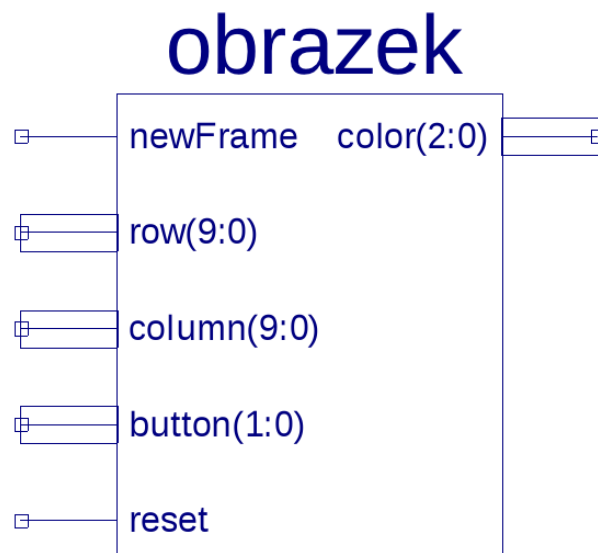 obrazek
newFrame color(2:0)
row(9:0)
column(9:0)
button(1:0)
reset